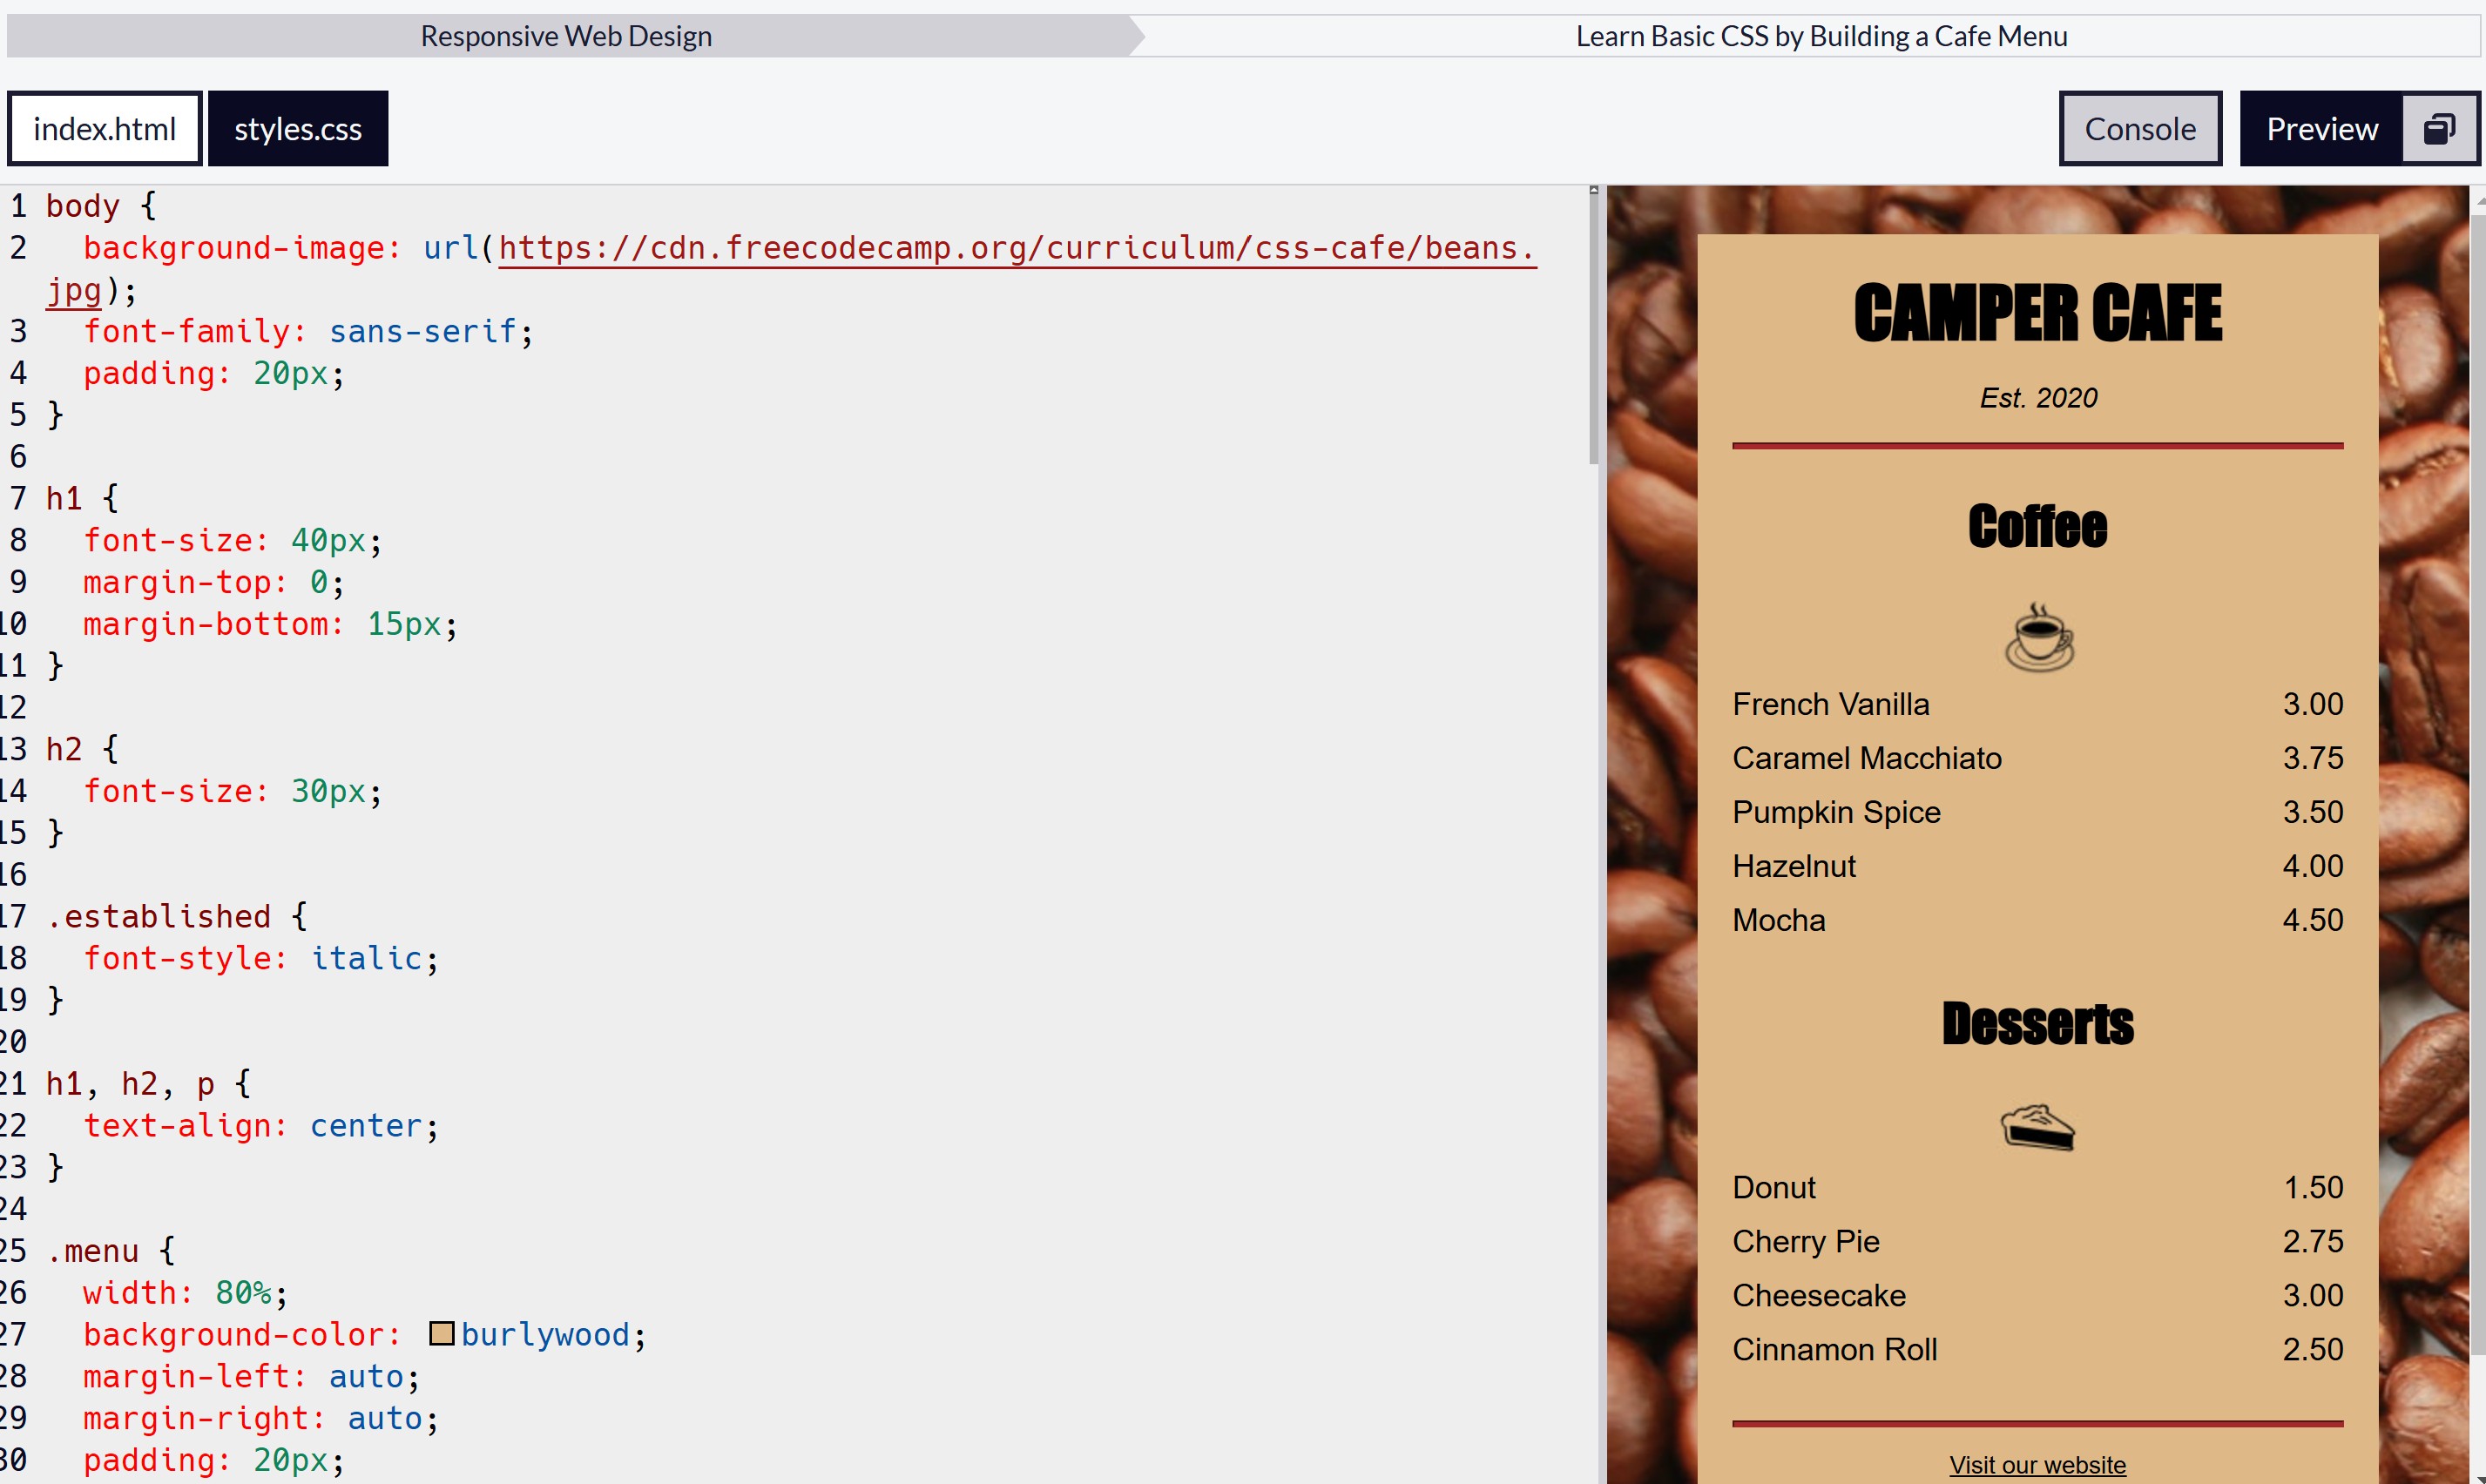 Responsive Web Design
Learn Basic CSS by Building a Cafe Menu
index.html
styles.css
Console
Preview
1 body {
2   background-image: url(https://cdn.freecodecamp.org/curriculum/css-cafe/beans.
jpg);
3   font-family: sans-serif;
4   padding: 20px;
5 }
6
7 h1 {
8   font-size: 40px;
9   margin-top: 0;
10   margin-bottom: 15px;
11 }
12
13 h2 {
14   font-size: 30px;
15 }
16
17 .established {
18   font-style: italic;
19 }
20
21 h1, h2, p {
22   text-align: center;
23 }
24
25 .menu {
26   width: 80%;
27   background-color: burlywood;
28   margin-left: auto;
29   margin-right: auto;
30   padding: 20px;
CAMPER CAFE
Est. 2020
Coffee
French Vanilla 3.00
Caramel Macchiato 3.75
Pumpkin Spice 3.50
Hazelnut 4.00
Mocha 4.50
Desserts
Donut 1.50
Cherry Pie 2.75
Cheesecake 3.00
Cinnamon Roll 2.50
Visit our website